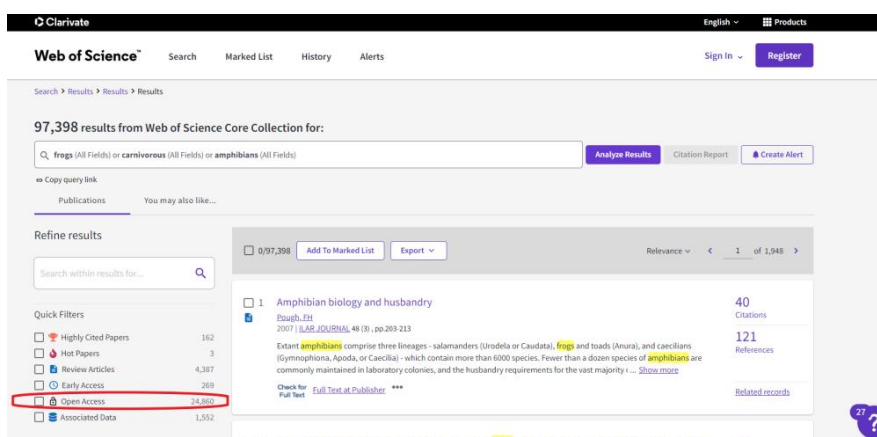 Clarivate
English
Products
Web of Science™
Search
Marked List
History
Alerts
Sign In
Register
Search > Results > Results > Results
97,398 results from Web of Science Core Collection for:
frogs (All Fields) or carnivorous (All Fields) or amphibians (All Fields)
Analyze Results
Citation Report
Create Alert
Copy query link
Publications
You may also like...
Refine results
0/97,398
Add To Marked List
Export
Relevance
1 of 1,948
Search within results for...
Quick Filters
Highly Cited Papers 162
Hot Papers 3
Review Articles 4,387
Early Access 269
Open Access 24,860
Associated Data 1,552
1
Amphibian biology and husbandry
Pough, FH
2007 | ILAR JOURNAL 48 (3), pp.203-213
Extant amphibians comprise three lineages - salamanders (Urodela or Caudata), frogs and toads (Anura), and caecilians
(Gymnophiona, Apoda, or Caecilia) - which contain more than 6000 species. Fewer than a dozen species of amphibians are
commonly maintained in laboratory colonies, and the husbandry requirements for the vast majority ... Show more
Check for
Full Text
Full Text at Publisher
40
Citations
121
References
Related records
27
?